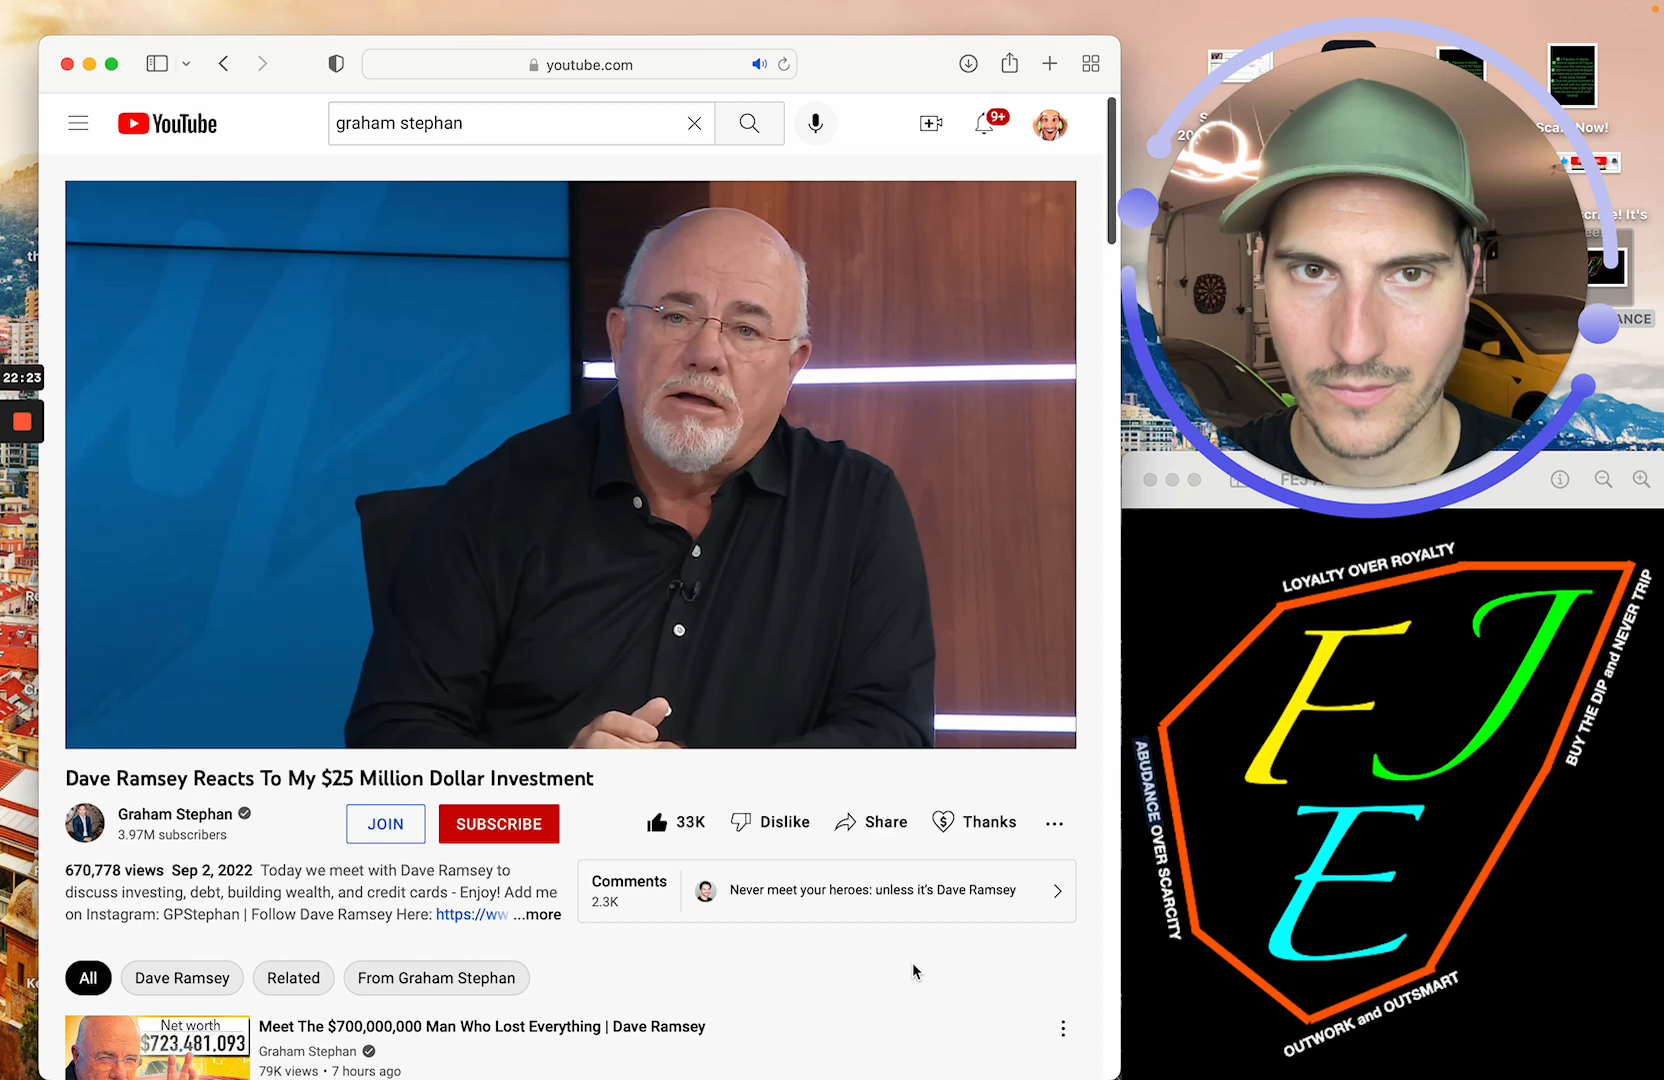 youtube.com
YouTube
graham stephan
9+
22:23
Dave Ramsey Reacts To My $25 Million Dollar Investment
Graham Stephan
3.97M subscribers
JOIN
SUBSCRIBE
33K
Dislike
Share
Thanks
670,778 views Sep 2, 2022 Today we meet with Dave Ramsey to
discuss investing, debt, building wealth, and credit cards - Enjoy! Add me
on Instagram: GPStephan | Follow Dave Ramsey Here: https://ww ...more
Comments
2.3K
Never meet your heroes: unless it's Dave Ramsey
All
Dave Ramsey
Related
From Graham Stephan
Net worth
$723,481,093
Meet The $700,000,000 Man Who Lost Everything | Dave Ramsey
Graham Stephan
79K views • 7 hours ago
Now!
LOYALTY OVER ROYALTY
BUY THE DIP and NEVER TRIP
ABUDANCE OVER SCARCITY
OUTWORK and OUTSMART
F J
E